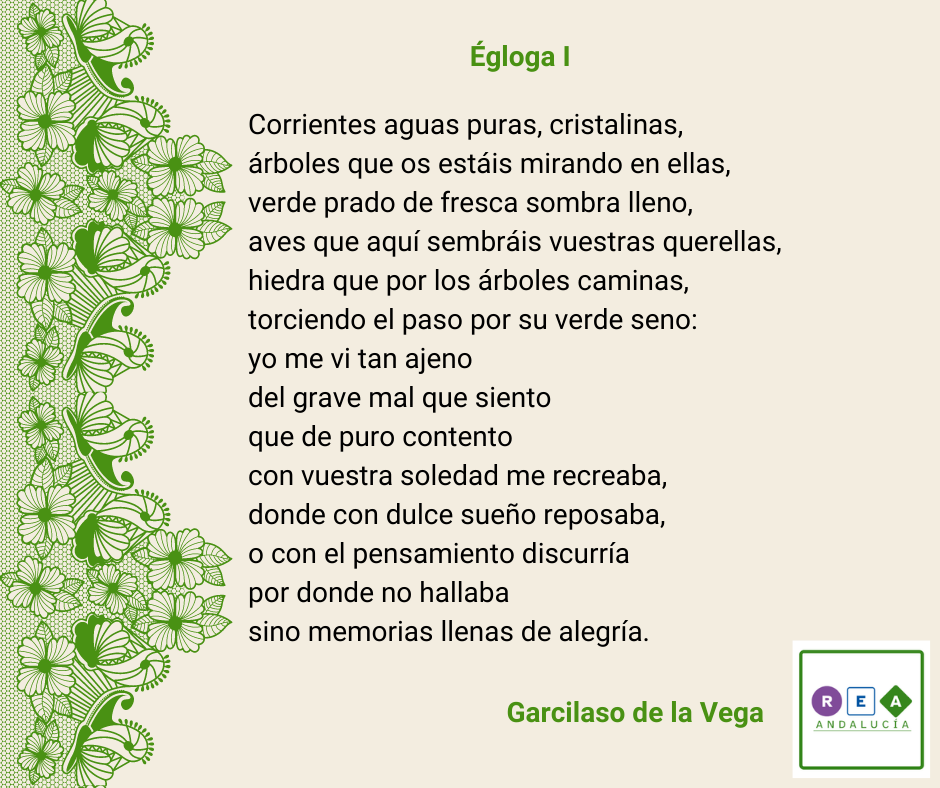 Égloga I
Corrientes aguas puras, cristalinas,
árboles que os estáis mirando en ellas,
verde prado de fresca sombra lleno,
aves que aquí sembráis vuestras querellas,
hiedra que por los árboles caminas,
torciendo el paso por su verde seno:
yo me vi tan ajeno
del grave mal que siento
que de puro contento
con vuestra soledad me recreaba,
donde con dulce sueño reposaba,
o con el pensamiento discurría
por donde no hallaba
sino memorias llenas de alegría.
Garcilaso de la Vega
R E A
ANDALUCÍA